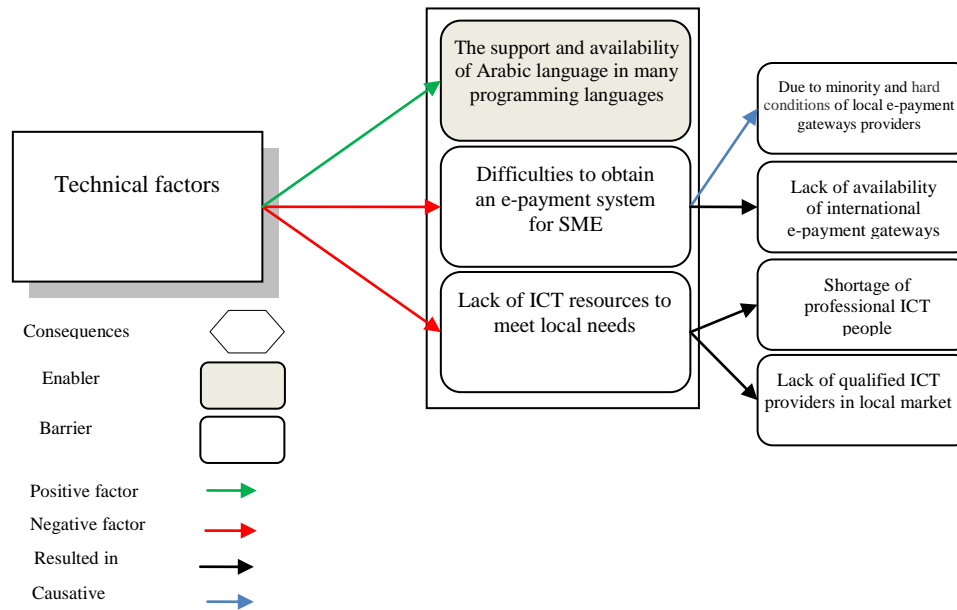 Technical factors
The support and availability
of Arabic language in many
programming languages
Difficulties to obtain
an e-payment system
for SME
Lack of ICT resources to
meet local needs
Due to minority and hard
conditions of local e-payment
gateways providers
Lack of availability
of international
e-payment gateways
Shortage of
professional ICT
people
Lack of qualified ICT
providers in local market
Consequences
Enabler
Barrier
Positive factor
Negative factor
Resulted in
Causative